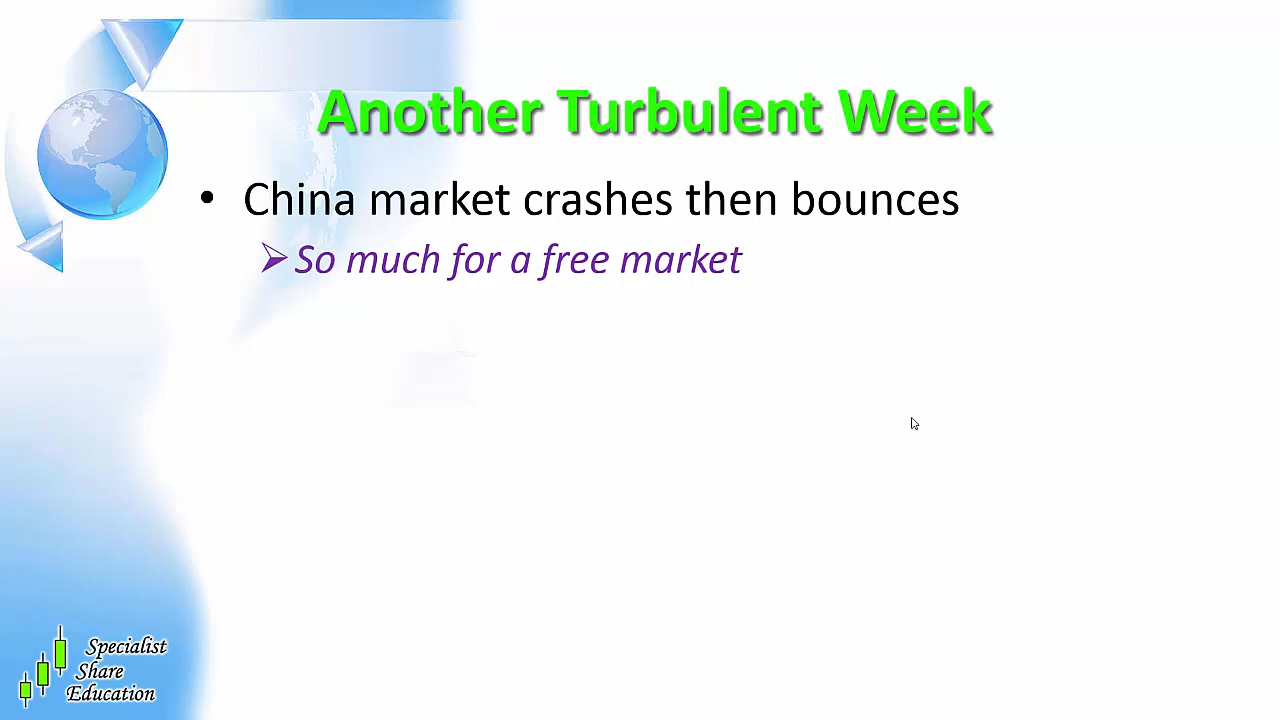 Another Turbulent Week
• China market crashes then bounces
➢ So much for a free market
Specialist
Share
Education